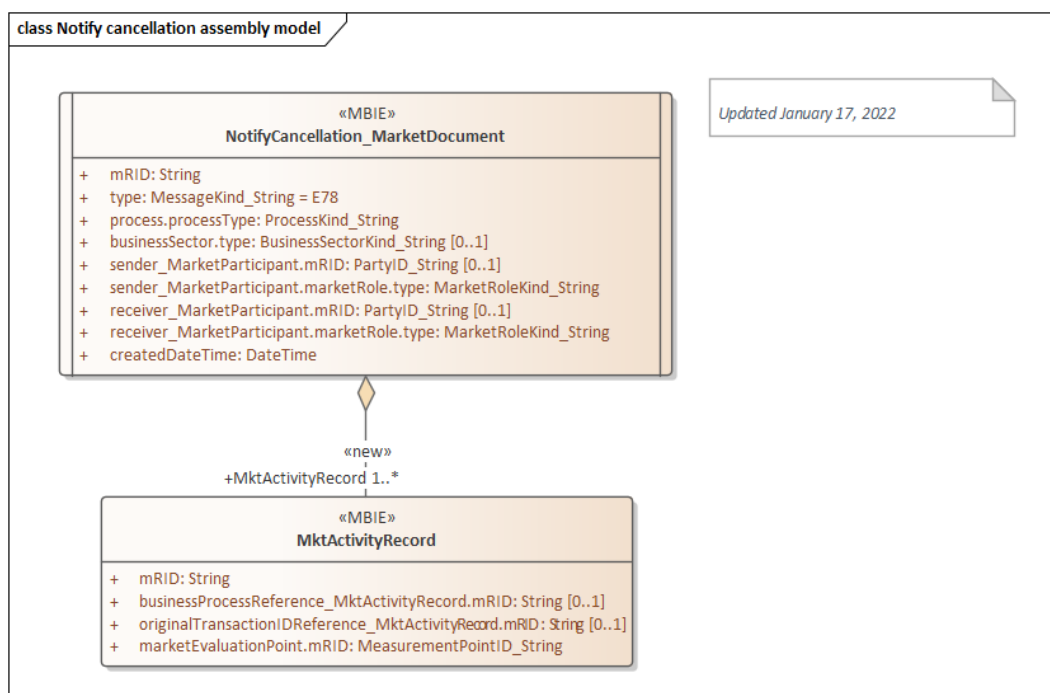 class Notify cancellation assembly model
«MBIE»
NotifyCancellation_MarketDocument
+ mRID: String
+ type: MessageKind_String = E78
+ process.processType: ProcessKind_String
+ businessSector.type: BusinessSectorKind_String [0..1]
+ sender_MarketParticipant.mRID: PartyID_String [0..1]
+ sender_MarketParticipant.marketRole.type: MarketRoleKind_String
+ receiver_MarketParticipant.mRID: PartyID_String [0..1]
+ receiver_MarketParticipant.marketRole.type: MarketRoleKind_String
+ createdDateTime: DateTime
Updated January 17, 2022
«new»
+MktActivityRecord 1..*
«MBIE»
MktActivityRecord
+ mRID: String
+ businessProcessReference_MktActivityRecord.mRID: String [0..1]
+ originalTransactionIDReference_MktActivityRecord.mRID: String [0..1]
+ marketEvaluationPoint.mRID: MeasurementPointID_String